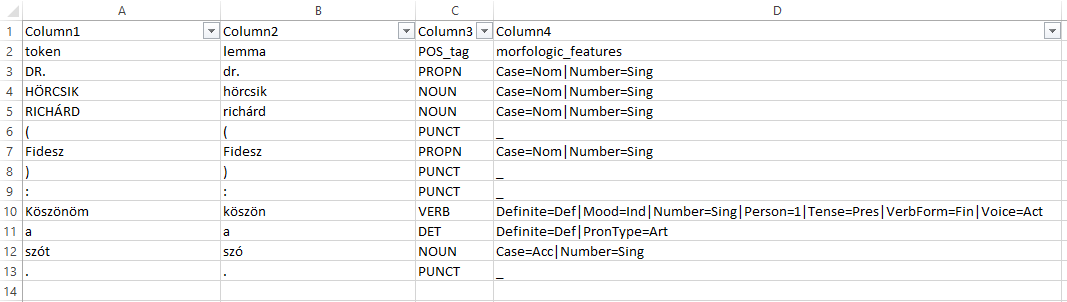 A B C D
1 Column1 Column2 Column3 Column4
2 token lemma POS_tag morfologic_features
3 DR. dr. PROPN Case=Nom|Number=Sing
4 HÖRCSIK hörcsik NOUN Case=Nom|Number=Sing
5 RICHÁRD richárd NOUN Case=Nom|Number=Sing
6 ( ( PUNCT _
7 Fidesz Fidesz PROPN Case=Nom|Number=Sing
8 ) ) PUNCT _
9 : : PUNCT _
10 Köszönöm köszön VERB Definite=Def|Mood=Ind|Number=Sing|Person=1|Tense=Pres|VerbForm=Fin|Voice=Act
11 a a DET Definite=Def|PronType=Art
12 szót szó NOUN Case=Acc|Number=Sing
13 . . PUNCT _
14